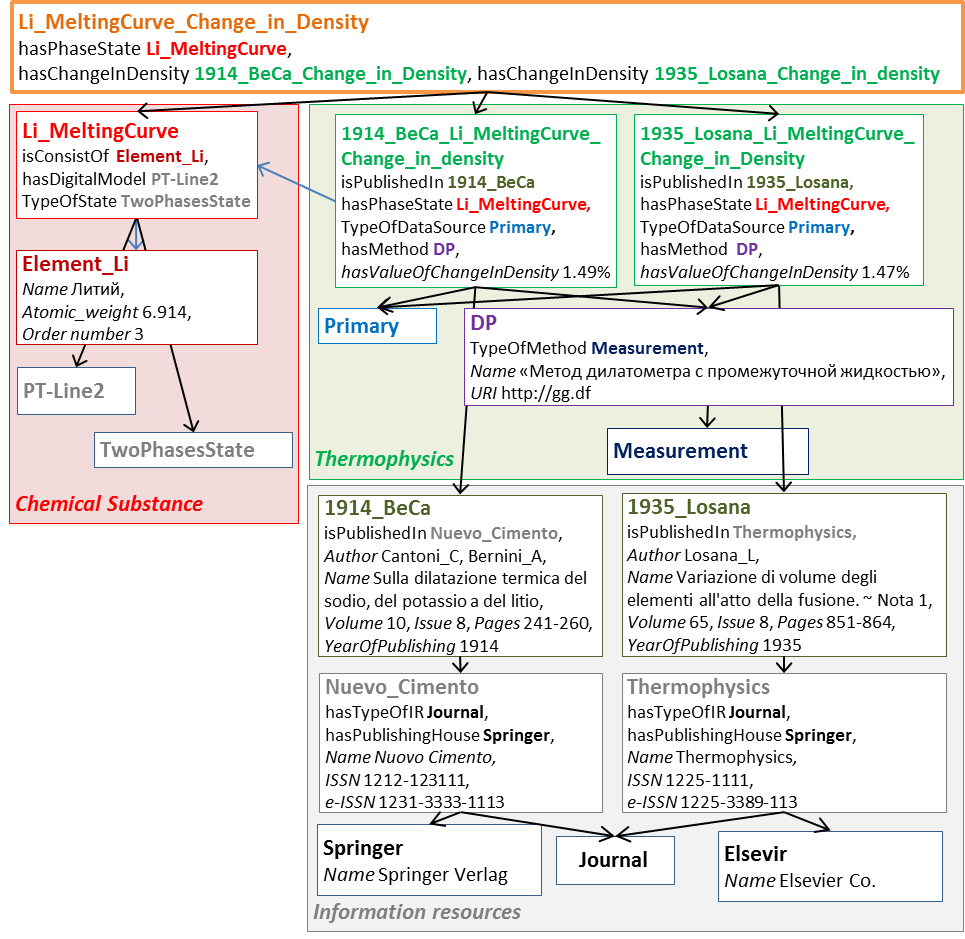 Li_MeltingCurve_Change_in_Density
hasPhaseState Li_MeltingCurve,
hasChangeInDensity 1914_BeCa_Change_in_Density, hasChangeInDensity 1935_Losana_Change_in_density
Li_MeltingCurve
isConsistOf Element_Li,
hasDigitalModel PT-Line2
TypeOfState TwoPhasesState
Element_Li
Name Литий,
Atomic_weight 6.914,
Order number 3
PT-Line2
TwoPhasesState
Chemical Substance
1914_BeCa_Li_MeltingCurve_
Change_in_density
isPublishedIn 1914_BeCa
hasPhaseState Li_MeltingCurve,
TypeOfDataSource Primary,
hasMethod DP,
hasValueOfChangeInDensity 1.49%
1935_Losana_Li_MeltingCurve_
Change_in_Density
isPublishedIn 1935_Losana,
hasPhaseState Li_MeltingCurve,
TypeOfDataSource Primary,
hasMethod DP,
hasValueOfChangeInDensity 1.47%
Primary
DP
TypeOfMethod Measurement,
Name «Метод дилатометра с промежуточной жидкостью»,
URI http://gg.df
Measurement
Thermophysics
1914_BeCa
isPublishedIn Nuevo_Cimento,
Author Cantoni_C, Bernini_A,
Name Sulla dilatazione termica del
sodio, del potassio a del litio,
Volume 10, Issue 8, Pages 241-260,
YearOfPublishing 1914
1935_Losana
isPublishedIn Thermophysics,
Author Losana_L,
Name Variazione di volume degli
elementi all'atto della fusione. ~ Nota 1,
Volume 65, Issue 8, Pages 851-864,
YearOfPublishing 1935
Nuevo_Cimento
hasTypeOfIR Journal,
hasPublishingHouse Springer,
Name Nuovo Cimento,
ISSN 1212-123111,
e-ISSN 1231-3333-1113
Thermophysics
hasTypeOfIR Journal,
hasPublishingHouse Springer,
Name Thermophysics,
ISSN 1225-1111,
e-ISSN 1225-3389-113
Springer
Name Springer Verlag
Journal
Elsevir
Name Elsevier Co.
Information resources